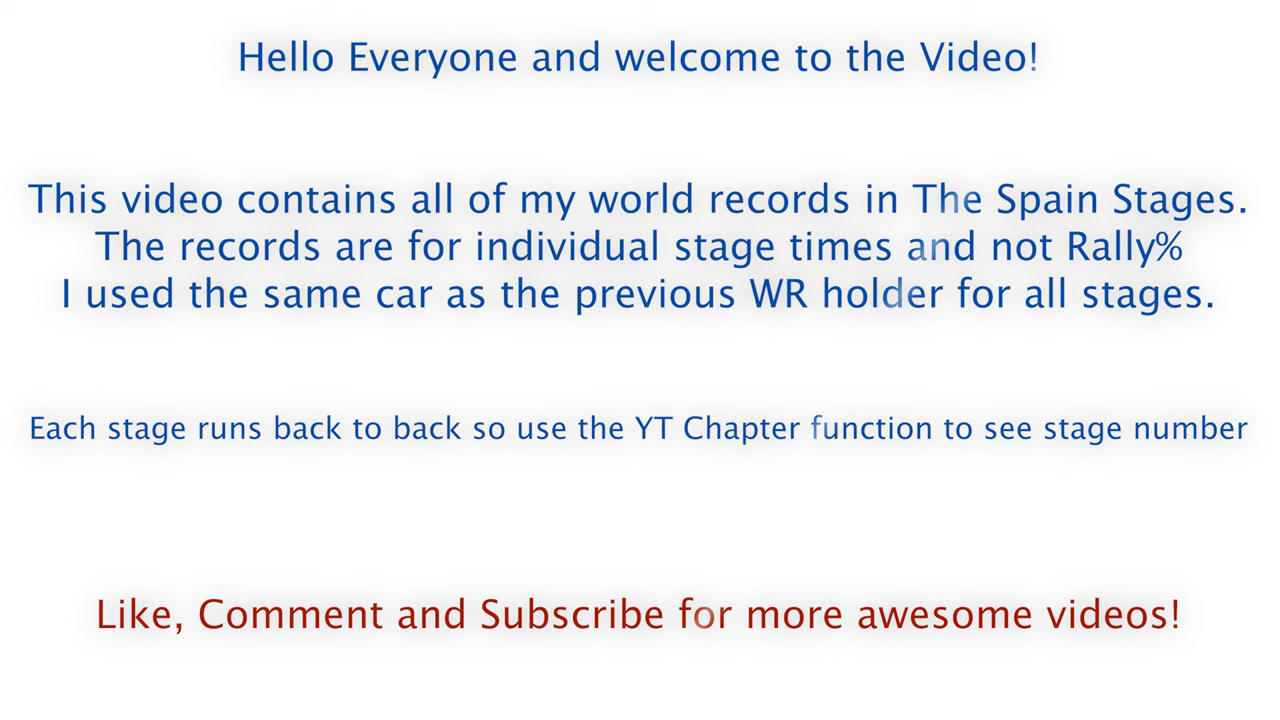 Hello Everyone and welcome to the Video!
This video contains all of my world records in The Spain Stages.
The records are for individual stage times and not Rally%
I used the same car as the previous WR holder for all stages.
Each stage runs back to back so use the YT Chapter function to see stage number
Like, Comment and Subscribe for more awesome videos!